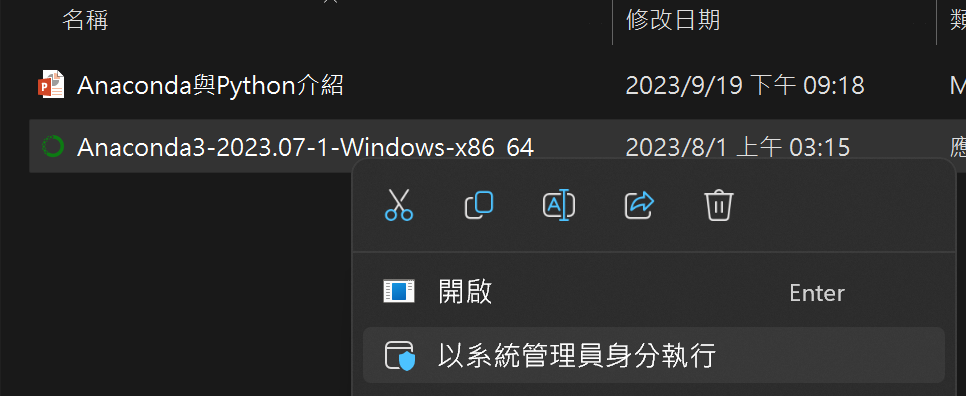 名稱 修改日期
Anaconda與Python介紹 2023/9/19 下午 09:18
Anaconda3-2023.07-1-Windows-x86_64 2023/8/1 上午 03:15
開啟 Enter
以系統管理員身分執行